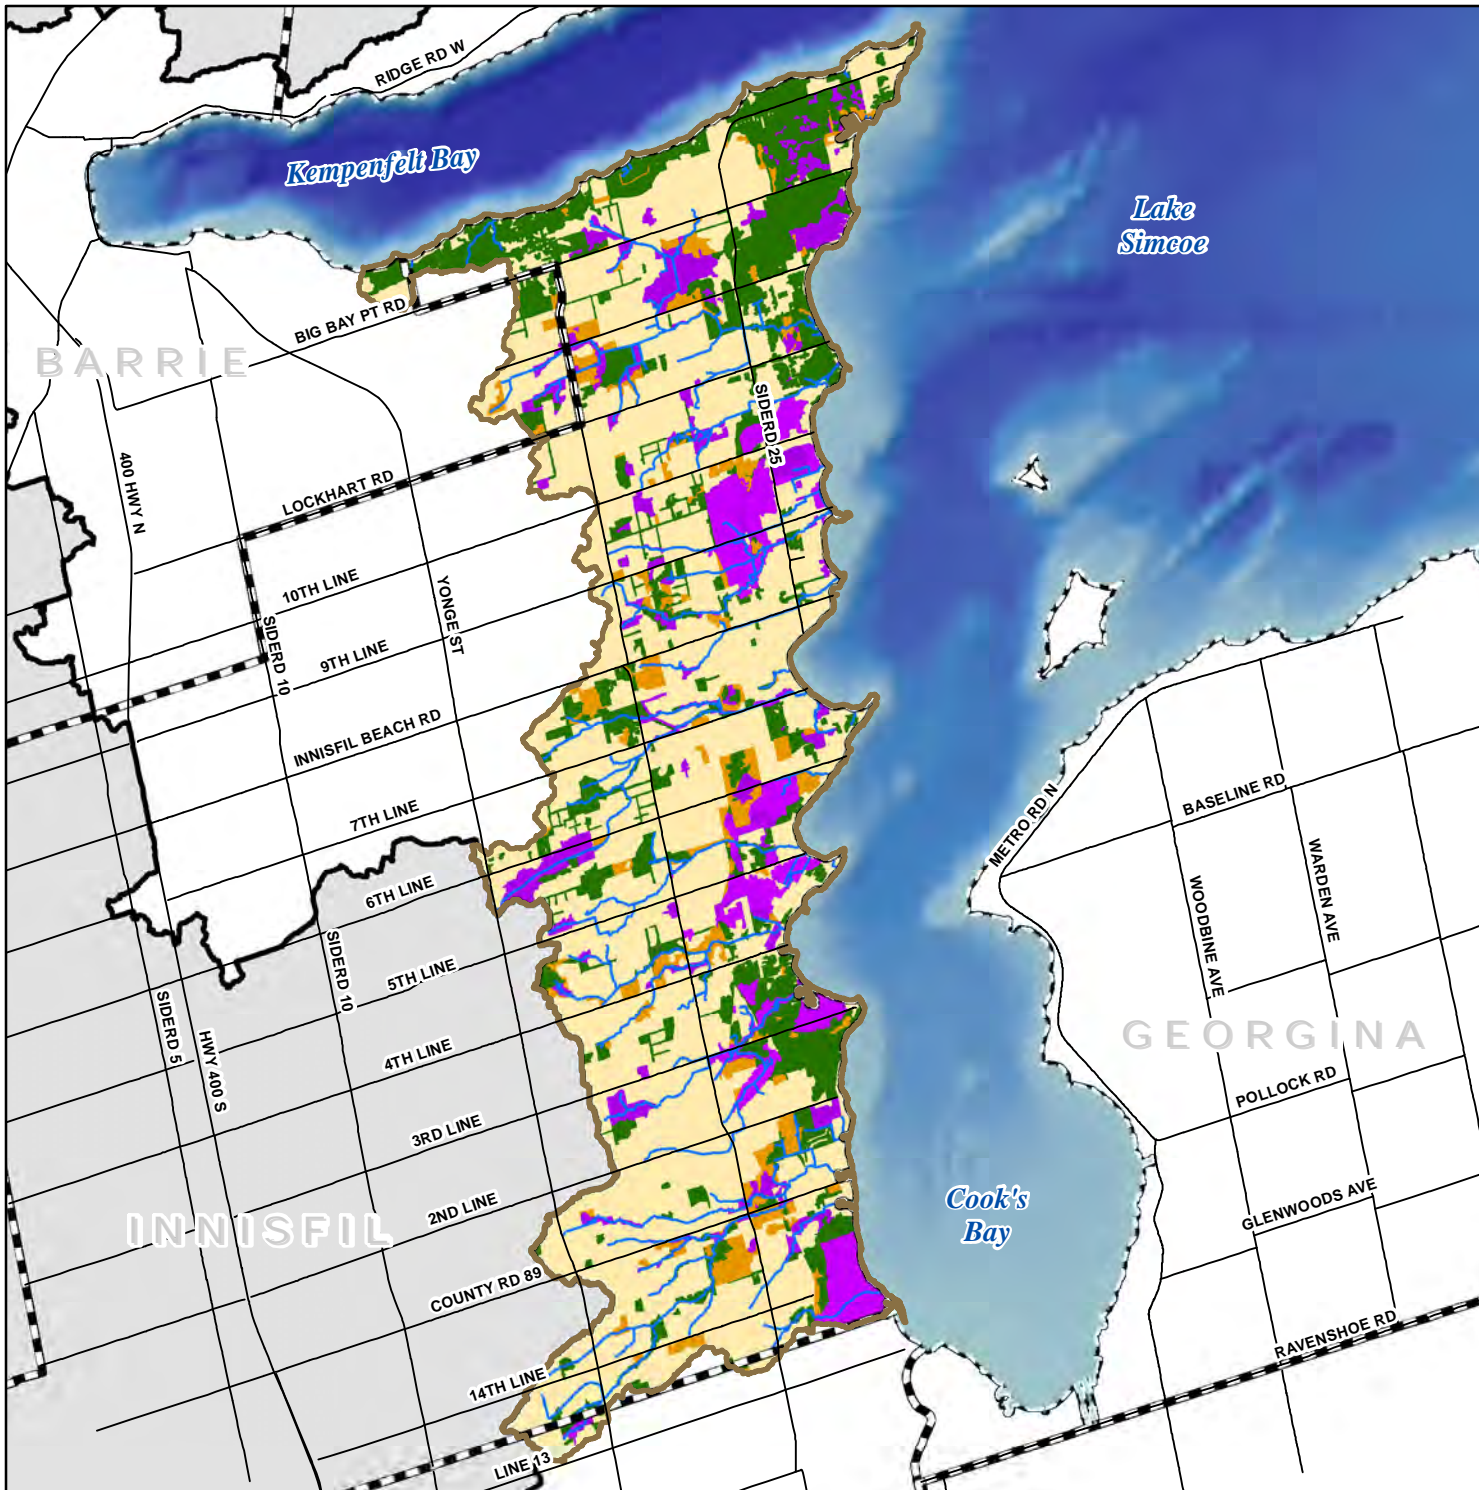 RIDGE RD W
Kempenfelt Bay
Lake
Simcoe
BIG BAY PT RD
BARRIE
SIDERD 25
400 HWY N
LOCKHART RD
10TH LINE
YONGE ST
SIDERD 10
9TH LINE
INNISFIL BEACH RD
7TH LINE
METRO RD N
BASELINE RD
WARDEN AVE
WOODBINE AVE
6TH LINE
SIDERD 10
5TH LINE
SIDERD 5
HWY 400 S
4TH LINE
GEORGINA
POLLOCK RD
3RD LINE
2ND LINE
INNISFIL
Cook's
Bay
GLENWOODS AVE
COUNTY RD 89
RAVENSHOE RD
14TH LINE
LINE 13